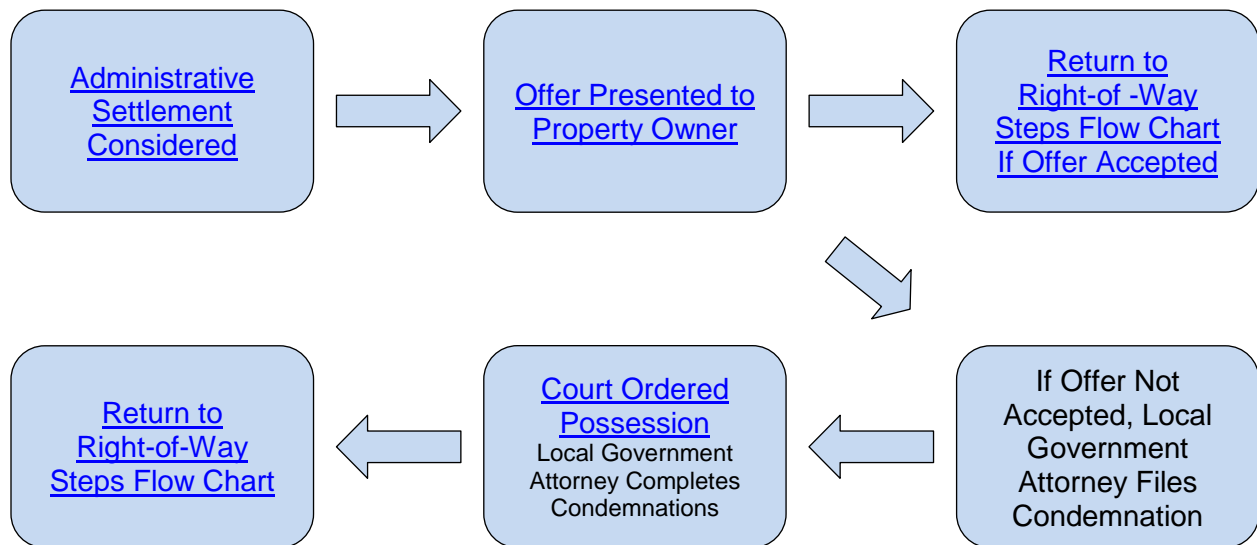 Administrative
Settlement
Considered
Offer Presented to
Property Owner
Return to
Right-of -Way
Steps Flow Chart
If Offer Accepted
If Offer Not
Accepted, Local
Government
Attorney Files
Condemnation
Court Ordered
Possession
Local Government
Attorney Completes
Condemnations
Return to
Right-of-Way
Steps Flow Chart